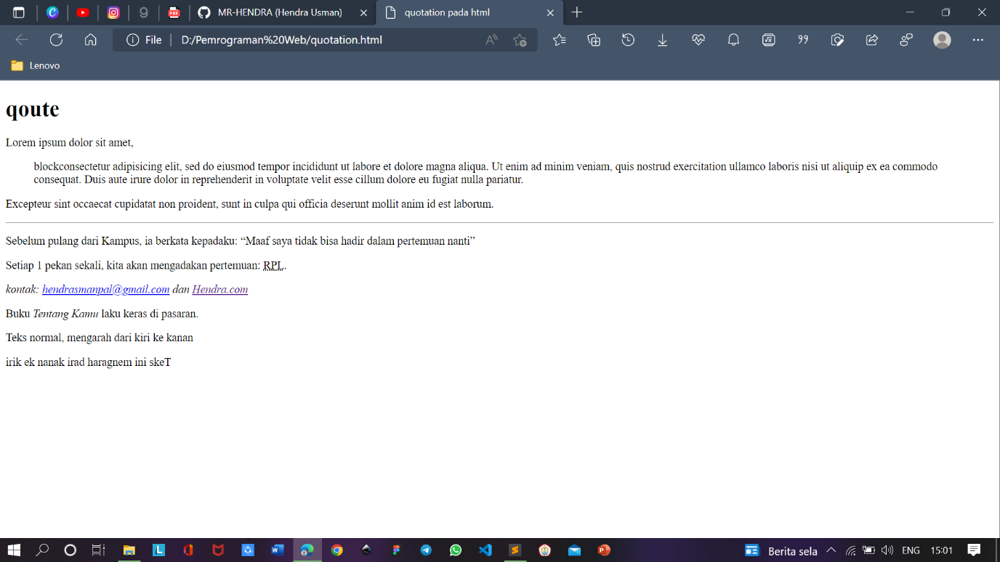 MR-HENDRA (Hendra Usman)
quotation pada html
File
D:/Pemrograman%20Web/quotation.html
Lenovo
qoute
Lorem ipsum dolor sit amet,
blockconsectetur adipisicing elit, sed do eiusmod tempor incididunt ut labore et dolore magna aliqua. Ut enim ad minim veniam, quis nostrud exercitation ullamco laboris nisi ut aliquip ex ea commodo
consequat. Duis aute irure dolor in reprehenderit in voluptate velit esse cillum dolore eu fugiat nulla pariatur.
Excepteur sint occaecat cupidatat non proident, sunt in culpa qui officia deserunt mollit anim id est laborum.
Sebelum pulang dari Kampus, ia berkata kepadaku: “Maaf saya tidak bisa hadir dalam pertemuan nanti”
Setiap 1 pekan sekali, kita akan mengadakan pertemuan: RPL.
kontak: hendrasmanpal@gmail.com dan Hendra.com
Buku Tentang Kamu laku keras di pasaran.
Teks normal, mengarah dari kiri ke kanan
irik ek nanak irad haragnem ini skeT
Berita sela
ENG
15:01